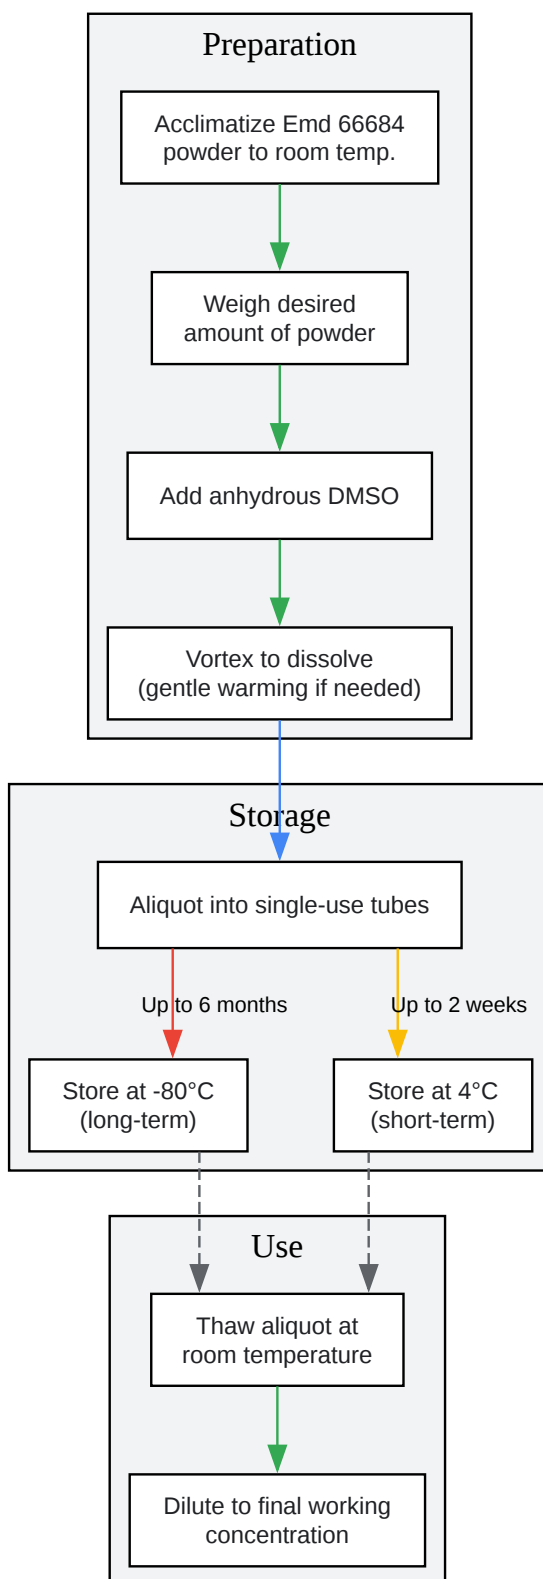 Preparation
Acclimatize Emd 66684
powder to room temp.
Weigh desired
amount of powder
Add anhydrous DMSO
Vortex to dissolve
(gentle warming if needed)
Storage
Aliquot into single-use tubes
Up to 6 months
Up to 2 weeks
Store at -80°C
(long-term)
Store at 4°C
(short-term)
Use
Thaw aliquot at
room temperature
Dilute to final working
concentration